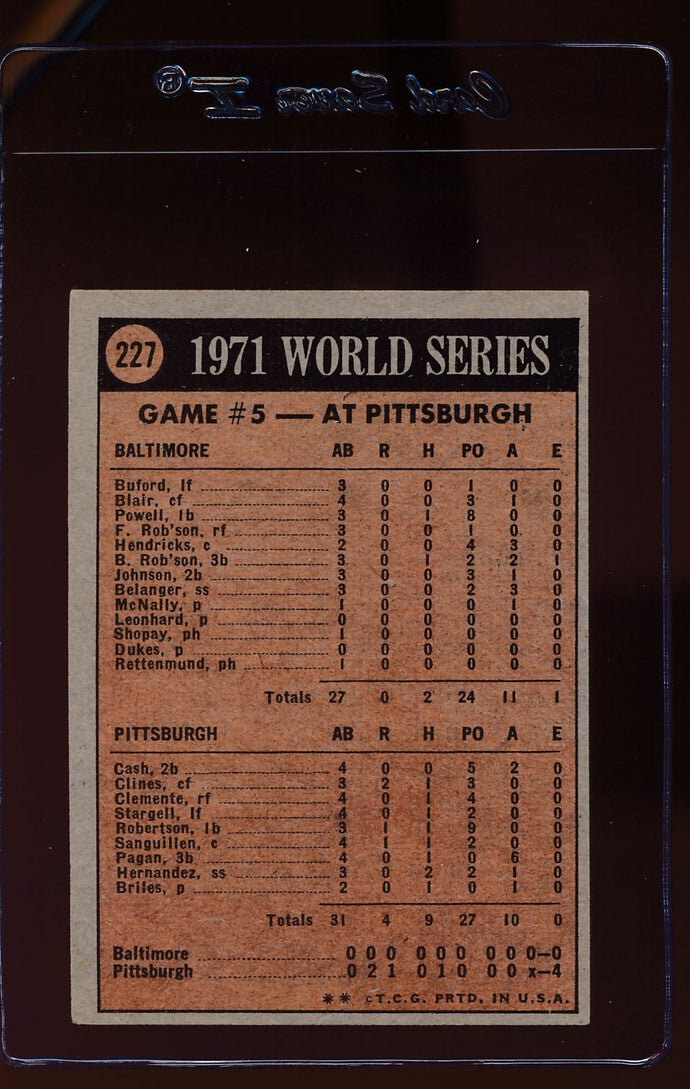 Card Saver I®
227 1971 WORLD SERIES
GAME #5 — AT PITTSBURGH
BALTIMORE AB R H PO A E
Buford, lf 3 0 0 1 0 0
Blair, cf 4 0 0 3 1 0
Powell, 1b 3 0 1 8 0 0
F. Rob'son, rf 3 0 0 1 0 0
Hendricks, c 2 0 0 4 3 0
B. Rob'son, 3b 3 0 1 2 2 1
Johnson, 2b 3 0 0 3 1 0
Belanger, ss 3 0 0 2 3 0
McNally, p 1 0 0 0 1 0
Leonhard, p 0 0 0 0 0 0
Shopay, ph 1 0 0 0 0 0
Dukes, p 0 0 0 0 0 0
Rettenmund, ph 1 0 0 0 0 0
Totals 27 0 2 24 11 1
PITTSBURGH AB R H PO A E
Cash, 2b 4 0 0 5 2 0
Clines, cf 3 2 1 3 0 0
Clemente, rf 4 0 1 4 0 0
Stargell, lf 4 0 1 2 0 0
Robertson, 1b 3 1 1 9 0 0
Sanguillen, c 4 1 1 2 0 0
Pagan, 3b 4 0 1 0 6 0
Hernandez, ss 3 0 2 2 1 0
Briles, p 2 0 1 0 1 0
Totals 31 4 9 27 10 0
Baltimore 0 0 0 0 0 0 0 0 0—0
Pittsburgh 0 2 1 0 1 0 0 0 x—4
** ©T.C.G. PRTD. IN U.S.A.